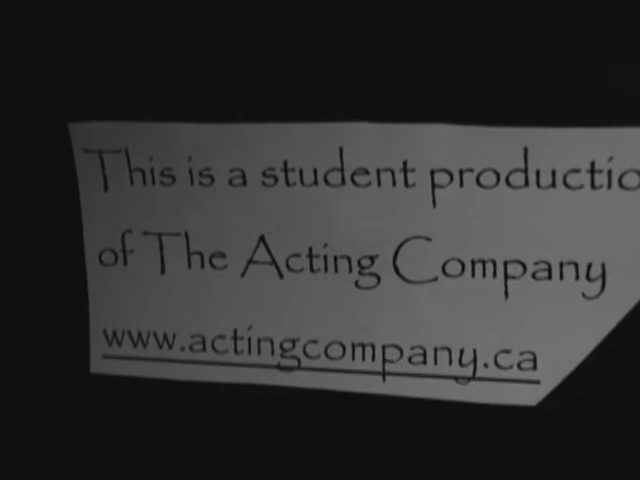 This is a student productio
of The Acting Company
www.actingcompany.ca